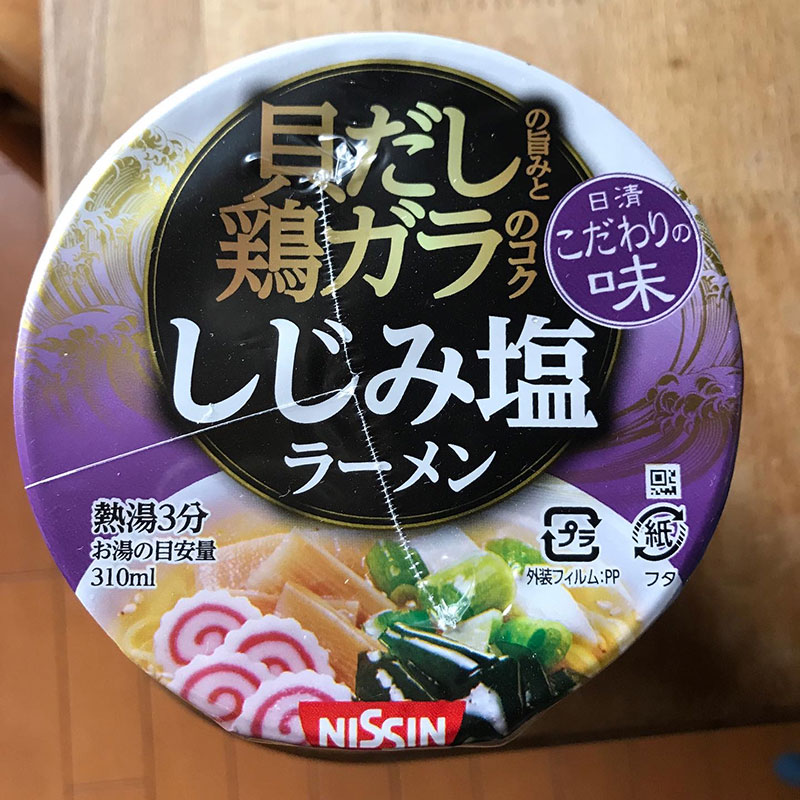 貝だしの旨みと
鶏ガラのコク
日清
こだわりの
味
しじみ塩
ラーメン
熱湯3分
お湯の目安量
310ml
プラ
外装フィルム:PP
紙
フタ
NISSIN